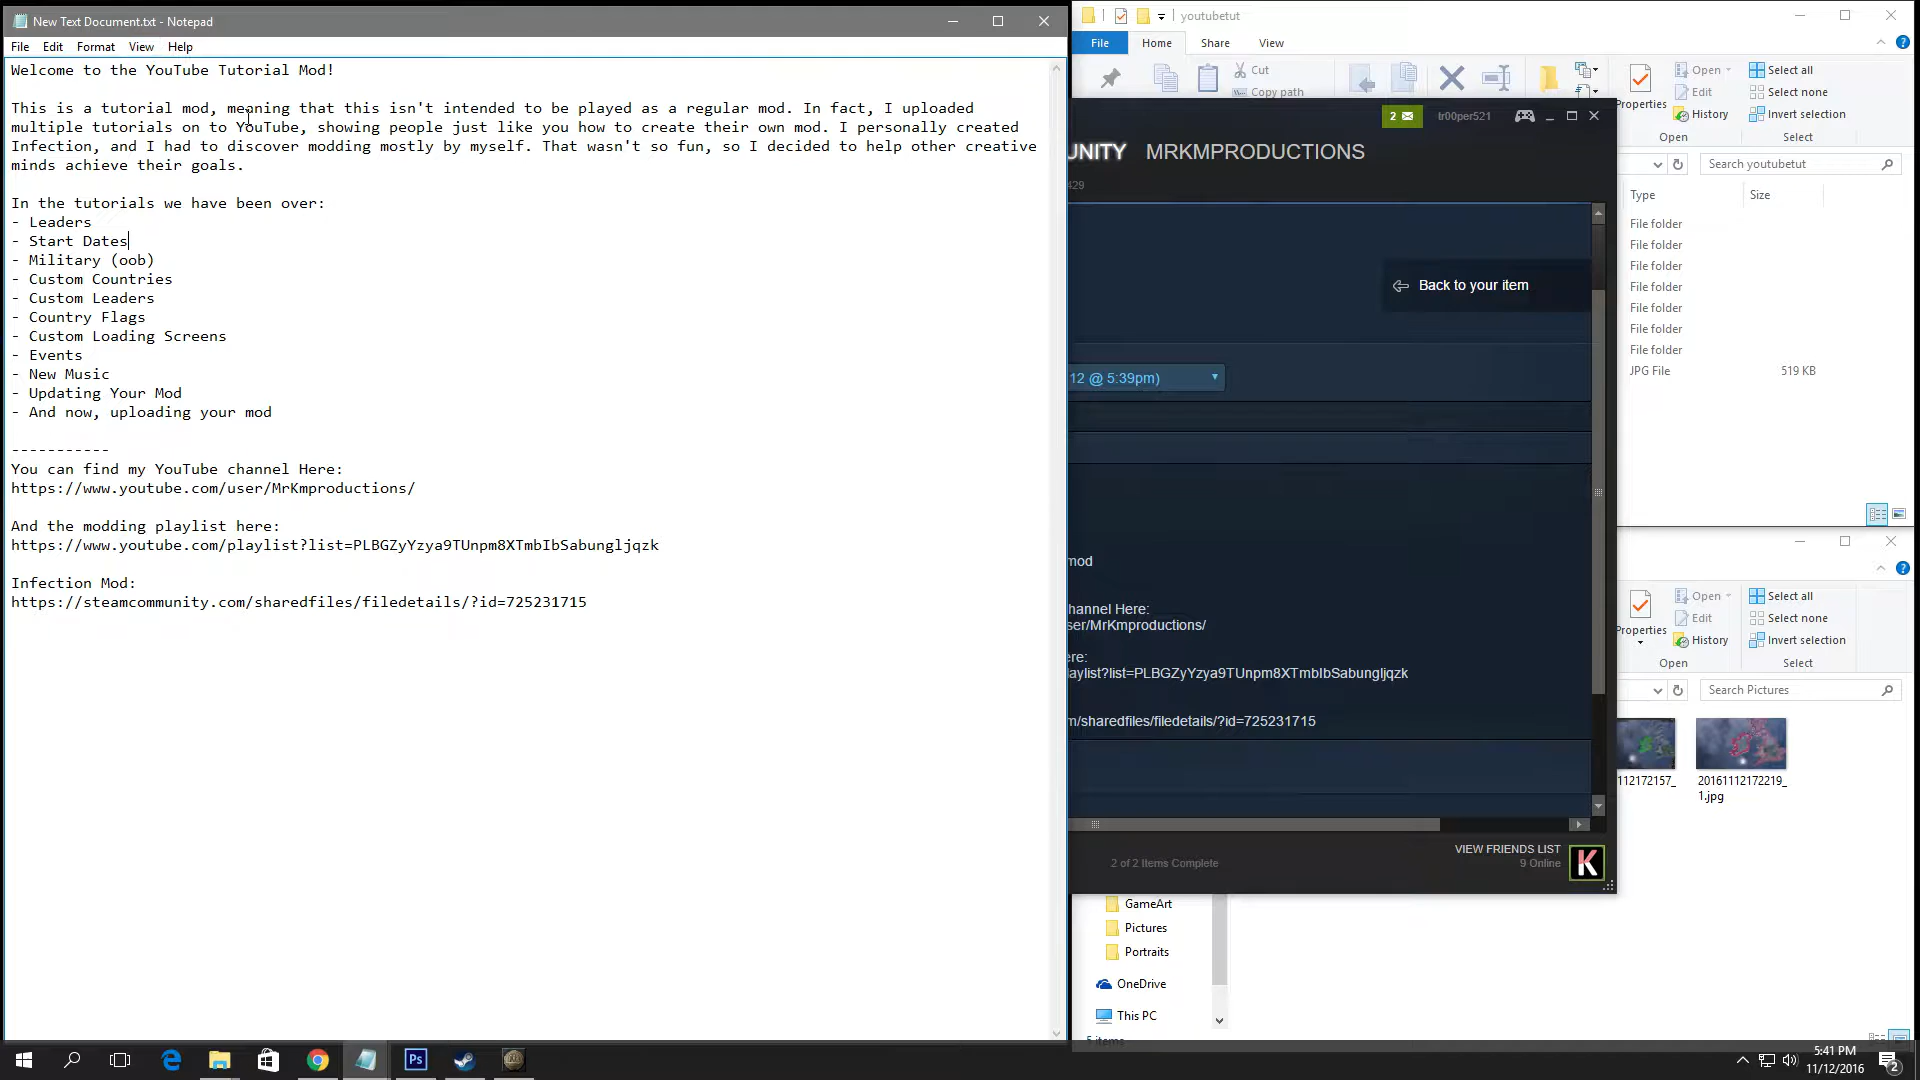 New Text Document.txt - Notepad
File Edit Format View Help
Welcome to the YouTube Tutorial Mod!
This is a tutorial mod, meaning that this isn't intended to be played as a regular mod. In fact, I uploaded
multiple tutorials on to YouTube, showing people just like you how to create their own mod. I personally created
Infection, and I had to discover modding mostly by myself. That wasn't so fun, so I decided to help other creative
minds achieve their goals.
In the tutorials we have been over:
- Leaders
- Start Dates
- Military (oob)
- Custom Countries
- Custom Leaders
- Country Flags
- Custom Loading Screens
- Events
- New Music
- Updating Your Mod
- And now, uploading your mod
-----------
You can find my YouTube channel Here:
https://www.youtube.com/user/MrKmproductions/
And the modding playlist here:
https://www.youtube.com/playlist?list=PLBGZyYzya9TUnpm8XTmbIbSabungljqzk
Infection Mod:
https://steamcommunity.com/sharedfiles/filedetails/?id=725231715
youtubetut
File Home Share View
Cut
Copy path
Properties
Open
Edit
History
Open
Select all
Select none
Invert selection
Select
Search youtubetut
Type Size
File folder
File folder
File folder
File folder
File folder
File folder
File folder
JPG File 519 KB
2 tr00per521
UNITY MRKMPRODUCTIONS
429
Back to your item
12 @ 5:39pm)
mod
hannel Here:
ser/MrKmproductions/
ere:
laylist?list=PLBGZyYzya9TUnpm8XTmbIbSabungljqzk
m/sharedfiles/filedetails/?id=725231715
2 of 2 Items Complete
VIEW FRIENDS LIST
9 Online
K
Properties
Open
Edit
History
Open
Select all
Select none
Invert selection
Select
Search Pictures
112172157_
20161112172219_
1.jpg
GameArt
Pictures
Portraits
OneDrive
This PC
5 items
Ps
5:41 PM
11/12/2016
2